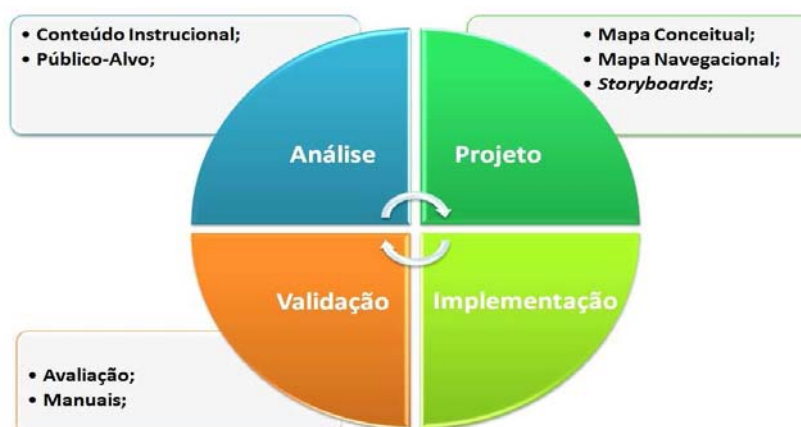 • Conteúdo Instrucional;
• Público-Alvo;
• Mapa Conceitual;
• Mapa Navegacional;
• Storyboards;
Análise
Projeto
Validação
Implementação
• Avaliação;
• Manuais;